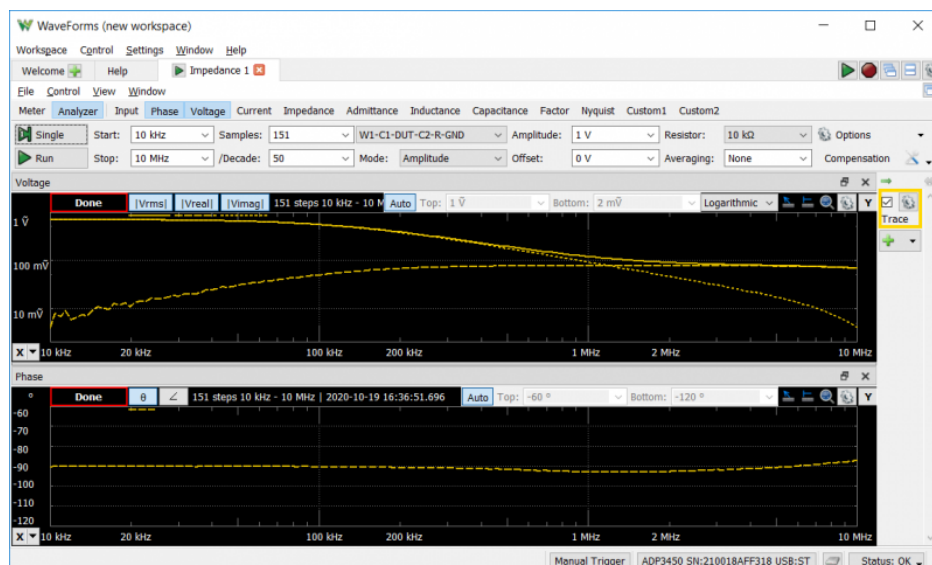 WaveForms (new workspace)
Workspace Control Settings Window Help
Welcome Help Impedance 1
File Control View Window
Meter Analyzer Input Phase Voltage Current Impedance Admittance Inductance Capacitance Factor Nyquist Custom1 Custom2
Single Start: 10 kHz Samples: 151 W1-C1-DUT-C2-R-GND Amplitude: 1 V Resistor: 10 kΩ Options
Run Stop: 10 MHz /Decade: 50 Mode: Amplitude Offset: 0 V Averaging: None Compensation
Voltage
Done |Vrms| |Vreal| |Vimag| 151 steps 10 kHz - 10 M Auto Top: 1 Ṽ Bottom: 2 mṼ Logarithmic Y
Trace
1 Ṽ
100 mṼ
10 mṼ
X 10 kHz 20 kHz 100 kHz 200 kHz 1 MHz 2 MHz 10 MHz
Phase
° Done θ ∠ 151 steps 10 kHz - 10 MHz | 2020-10-19 16:36:51.696 Auto Top: -60 ° Bottom: -120 ° Y
-60
-70
-80
-90
-100
-110
-120
X 10 kHz 20 kHz 100 kHz 200 kHz 1 MHz 2 MHz 10 MHz
Manual Trigger ADP3450 SN:210018AFF318 USB:ST Status: OK